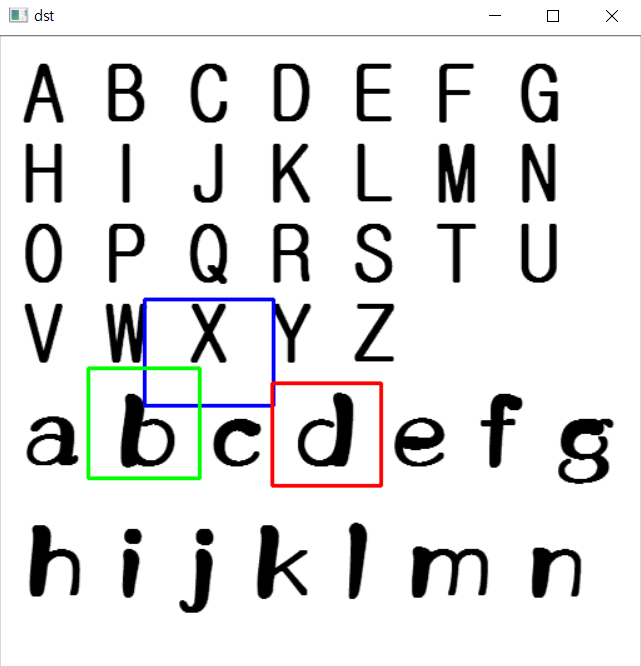 dst
A B C D E F G
H I J K L M N
O P Q R S T U
V W X Y Z
a b c d e f g
h i j k l m n